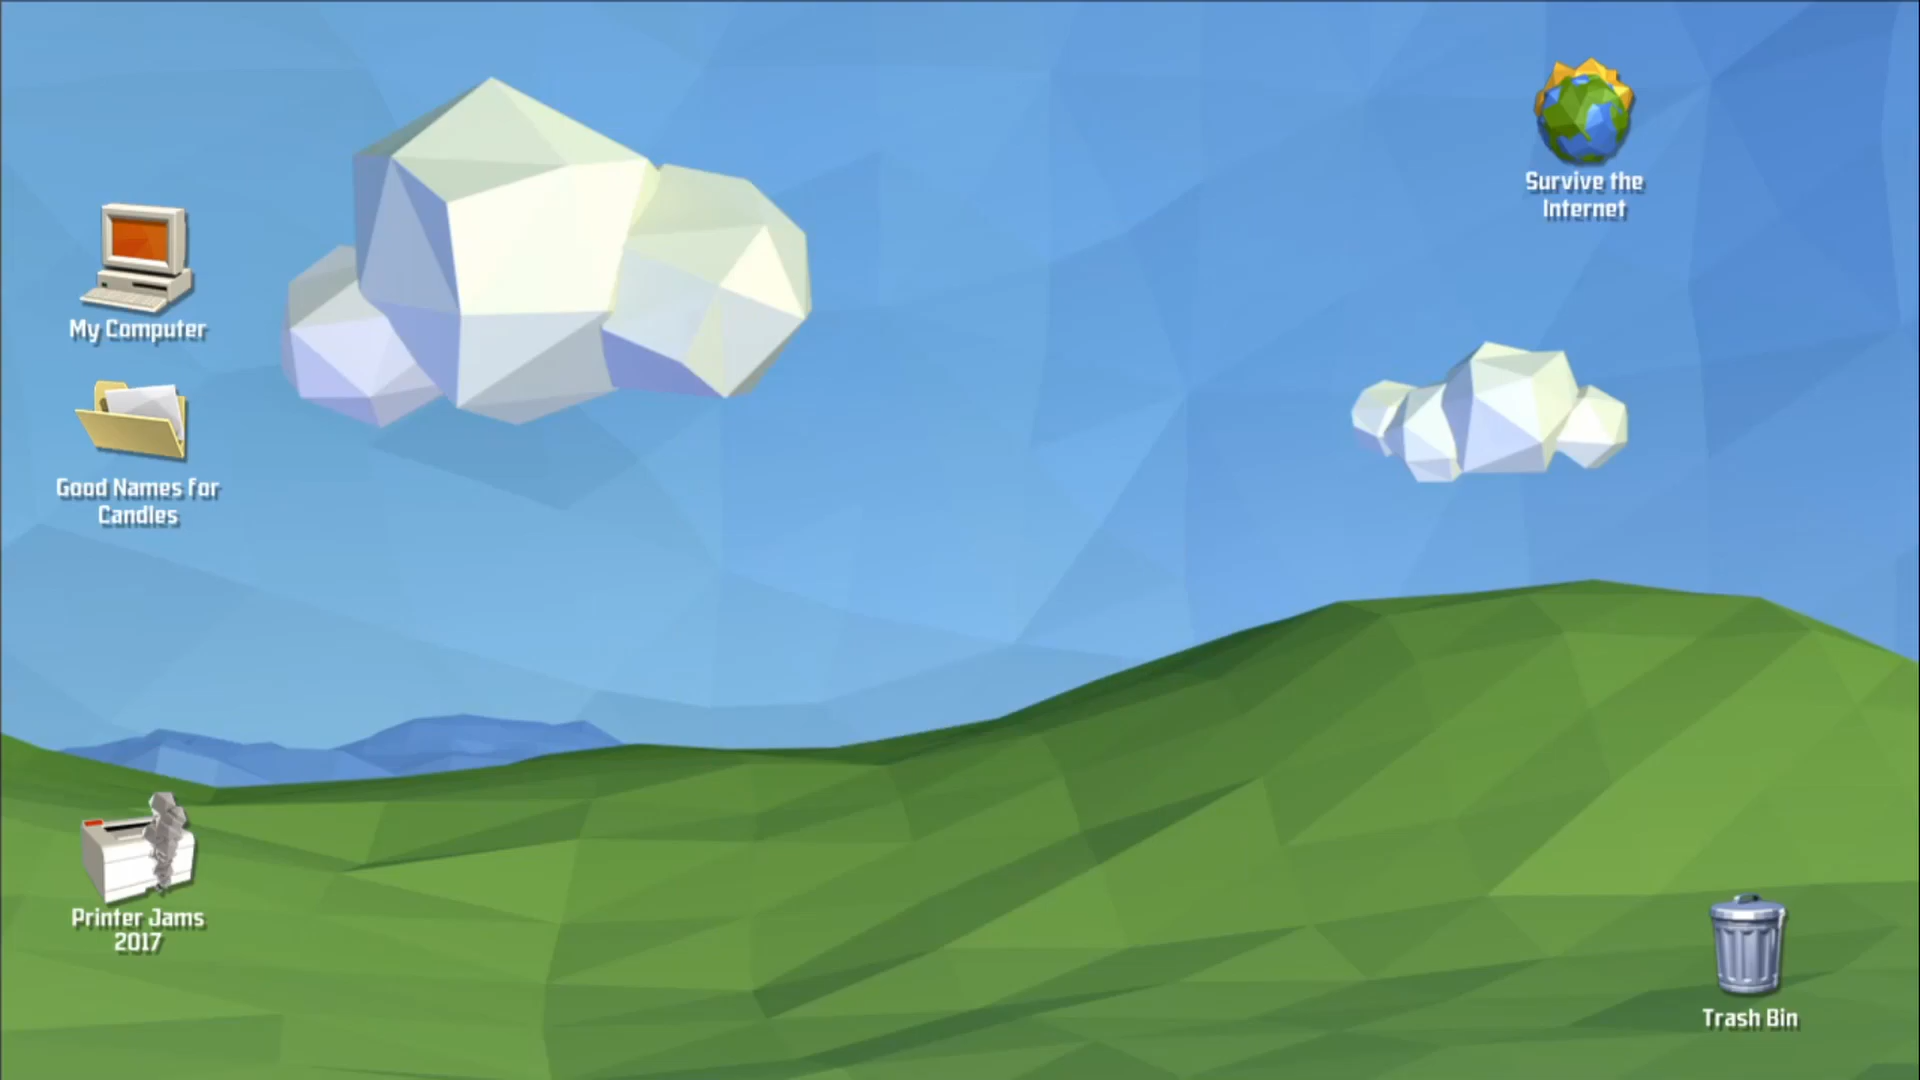 Survive the
Internet
My Computer
Good Names for
Candles
Printer Jams
2017
Trash Bin